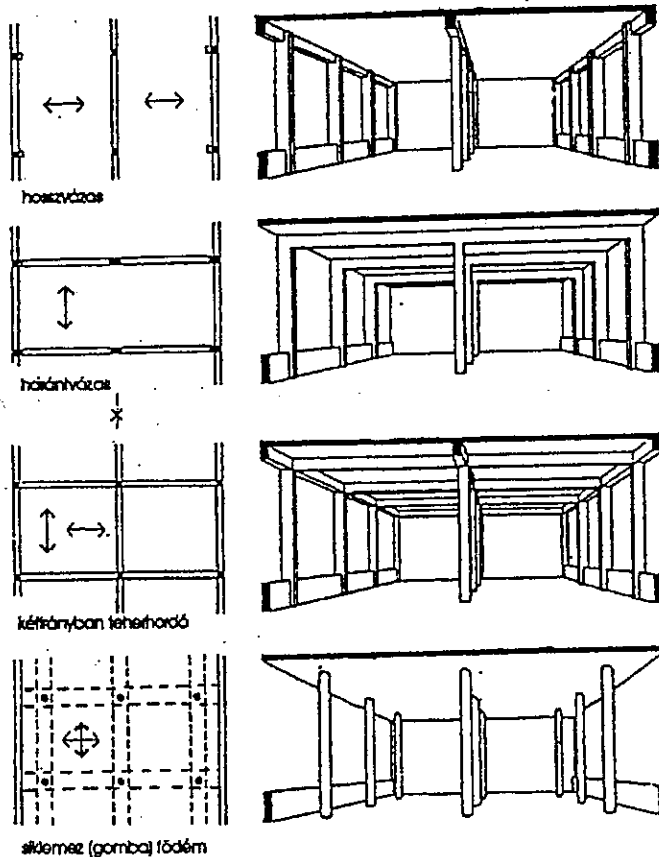 hosszvázas
harántvázas
kétirányban teherhordó
síklemez (gomba) födém